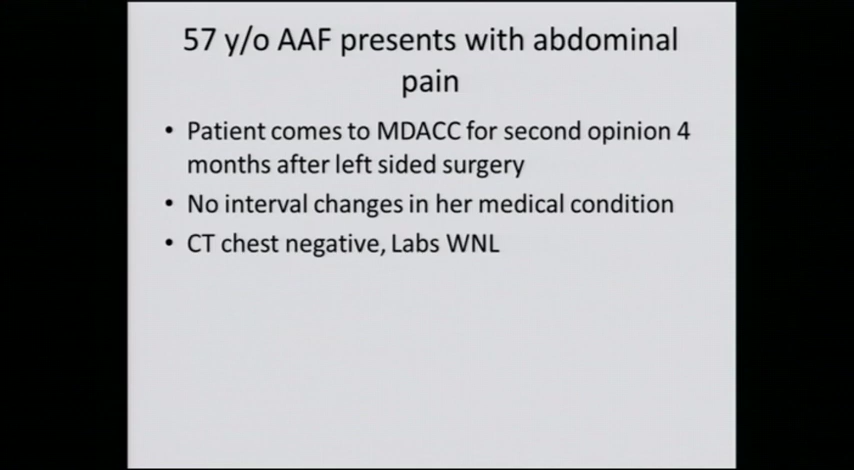 57 y/o AAF presents with abdominal
pain
• Patient comes to MDACC for second opinion 4
months after left sided surgery
• No interval changes in her medical condition
• CT chest negative, Labs WNL